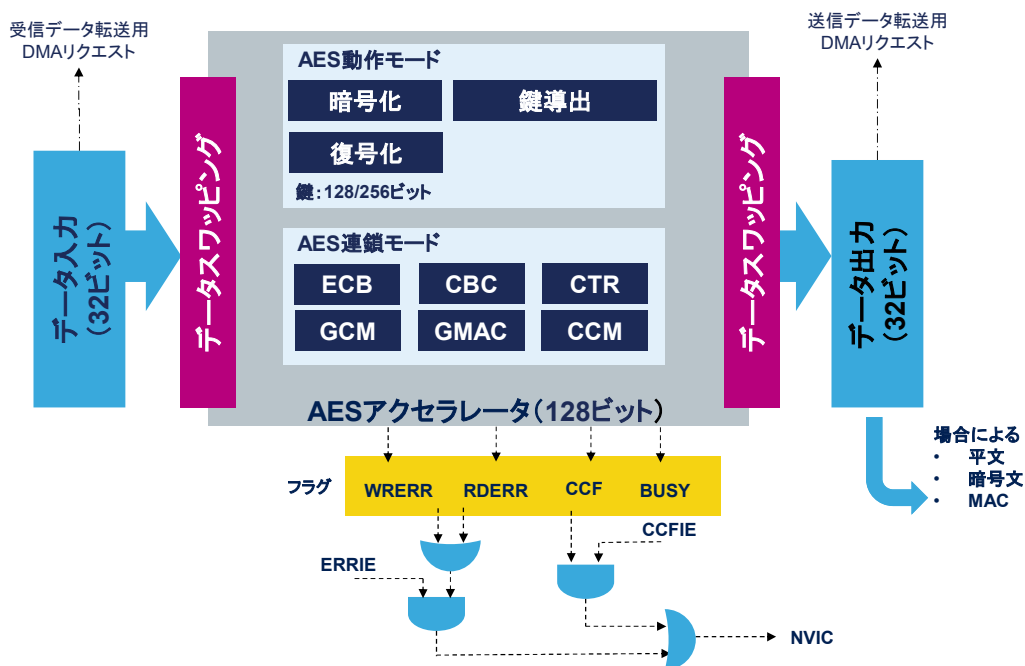 受信データ転送用
DMAリクエスト
送信データ転送用
DMAリクエスト
データ入力
(32ビット)
データスワッピング
AES動作モード
暗号化
鍵導出
復号化
鍵：128/256ビット
AES連鎖モード
ECB
CBC
CTR
GCM
GMAC
CCM
AESアクセラレータ(128ビット)
データスワッピング
データ出力
(32ビット)
場合による
• 平文
• 暗号文
• MAC
フラグ
WRERR
RDERR
CCF
BUSY
CCFIE
ERRIE
NVIC